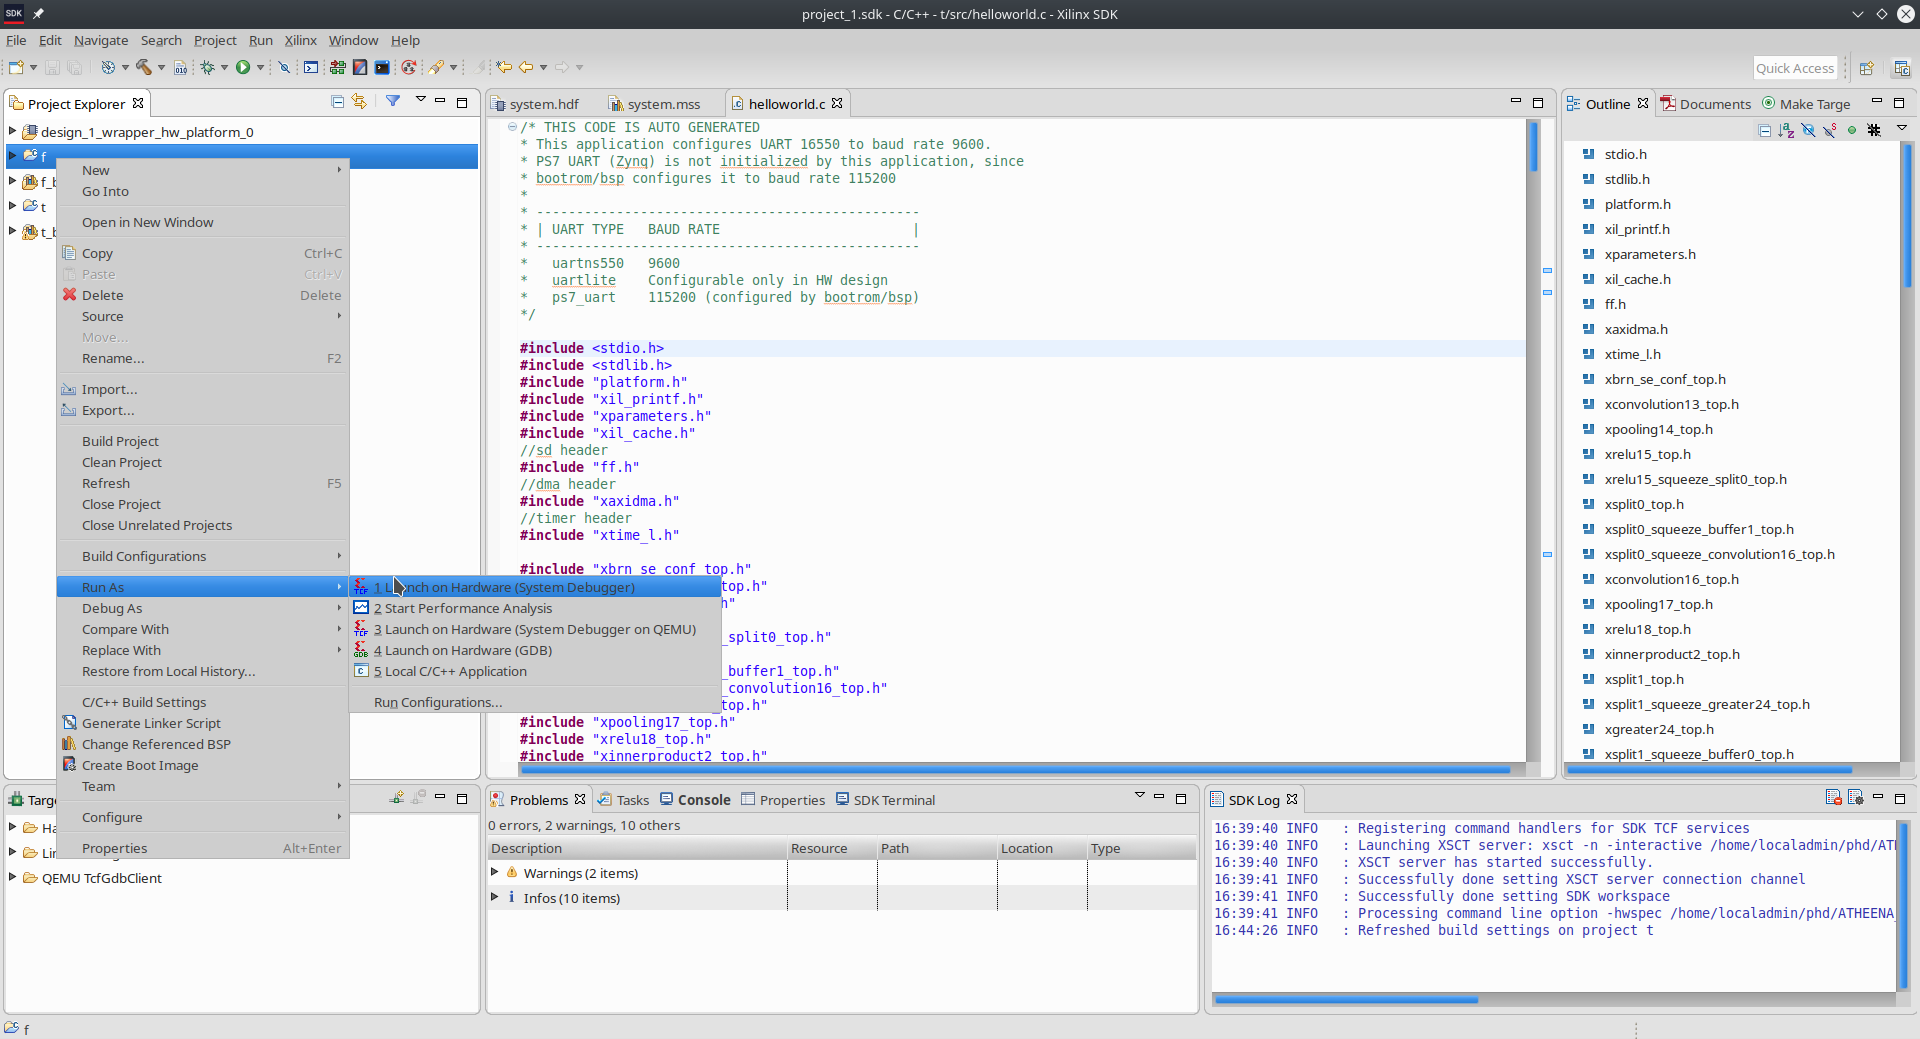 SDK
project_1.sdk - C/C++ - t/src/helloworld.c - Xilinx SDK
File Edit Navigate Search Project Run Xilinx Window Help
Quick Access
Project Explorer
design_1_wrapper_hw_platform_0
f
f_b
t
t_b
New
Go Into
Open in New Window
Copy Ctrl+C
Paste Ctrl+V
Delete Delete
Source
Move...
Rename... F2
Import...
Export...
Build Project
Clean Project
Refresh F5
Close Project
Close Unrelated Projects
Build Configurations
Run As
Debug As
Compare With
Replace With
Restore from Local History...
C/C++ Build Settings
Generate Linker Script
Change Referenced BSP
Create Boot Image
Team
Configure
Properties Alt+Enter
1 Launch on Hardware (System Debugger)
2 Start Performance Analysis
3 Launch on Hardware (System Debugger on QEMU)
4 Launch on Hardware (GDB)
5 Local C/C++ Application
Run Configurations...
system.hdf system.mss helloworld.c
/* THIS CODE IS AUTO GENERATED
* This application configures UART 16550 to baud rate 9600.
* PS7 UART (Zynq) is not initialized by this application, since
* bootrom/bsp configures it to baud rate 115200
*
* ------------------------------------------------
* | UART TYPE   BAUD RATE                        |
* ------------------------------------------------
*   uartns550   9600
*   uartlite    Configurable only in HW design
*   ps7_uart    115200 (configured by bootrom/bsp)
*/
#include <stdio.h>
#include <stdlib.h>
#include "platform.h"
#include "xil_printf.h"
#include "xparameters.h"
#include "xil_cache.h"
//sd header
#include "ff.h"
//dma header
#include "xaxidma.h"
//timer header
#include "xtime_l.h"
#include "xbrn_se_conf_top.h"
top.h"
h"
_split0_top.h"
_buffer1_top.h"
_convolution16_top.h"
top.h"
#include "xpooling17_top.h"
#include "xrelu18_top.h"
#include "xinnerproduct2_top.h"
Outline Documents Make Targe
stdio.h
stdlib.h
platform.h
xil_printf.h
xparameters.h
xil_cache.h
ff.h
xaxidma.h
xtime_l.h
xbrn_se_conf_top.h
xconvolution13_top.h
xpooling14_top.h
xrelu15_top.h
xrelu15_squeeze_split0_top.h
xsplit0_top.h
xsplit0_squeeze_buffer1_top.h
xsplit0_squeeze_convolution16_top.h
xconvolution16_top.h
xpooling17_top.h
xrelu18_top.h
xinnerproduct2_top.h
xsplit1_top.h
xsplit1_squeeze_greater24_top.h
xgreater24_top.h
xsplit1_squeeze_buffer0_top.h
Targe
Ha
Lin
QEMU TcfGdbClient
Problems Tasks Console Properties SDK Terminal
0 errors, 2 warnings, 10 others
Description Resource Path Location Type
Warnings (2 items)
Infos (10 items)
SDK Log
16:39:40 INFO   : Registering command handlers for SDK TCF services
16:39:40 INFO   : Launching XSCT server: xsct -n -interactive /home/localadmin/phd/ATH
16:39:40 INFO   : XSCT server has started successfully.
16:39:41 INFO   : Successfully done setting XSCT server connection channel
16:39:41 INFO   : Successfully done setting SDK workspace
16:39:41 INFO   : Processing command line option -hwspec /home/localadmin/phd/ATHEENA_
16:44:26 INFO   : Refreshed build settings on project t
f